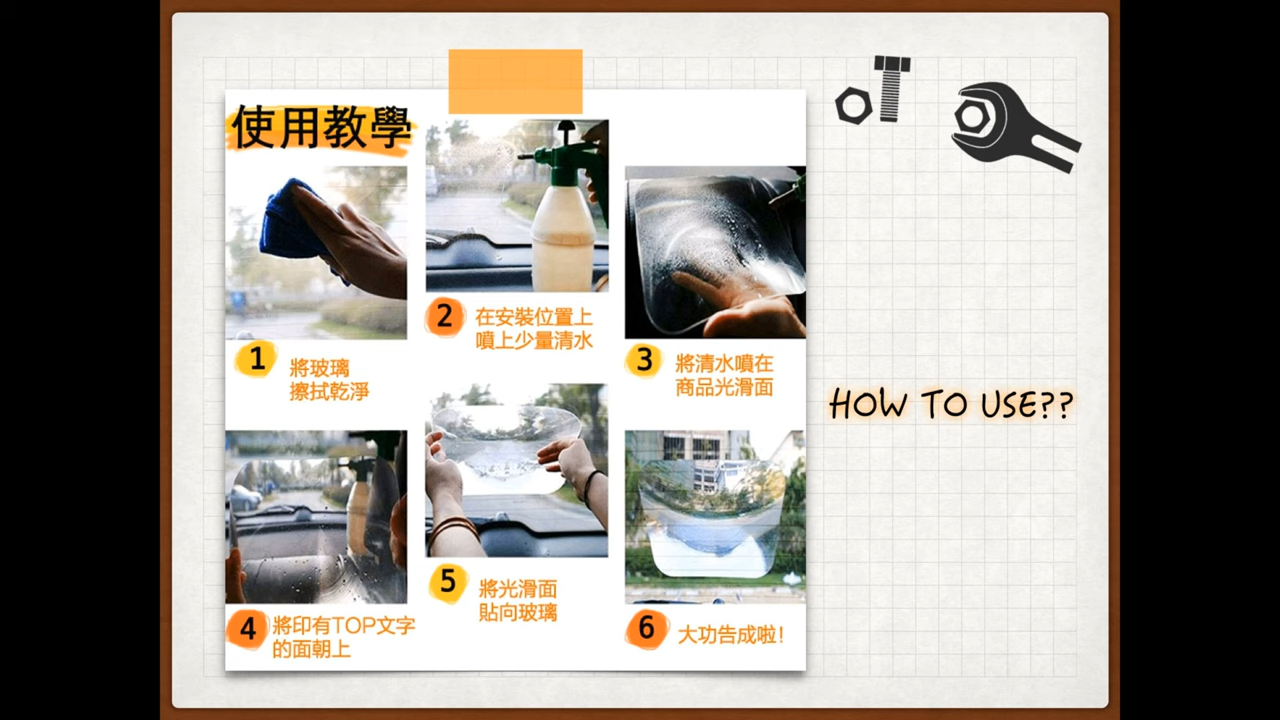 使用教學
1
將玻璃
擦拭乾淨
2
在安裝位置上
噴上少量清水
3
將清水噴在
商品光滑面
4
將印有TOP文字
的面朝上
5
將光滑面
貼向玻璃
6
大功告成啦！
HOW TO USE??